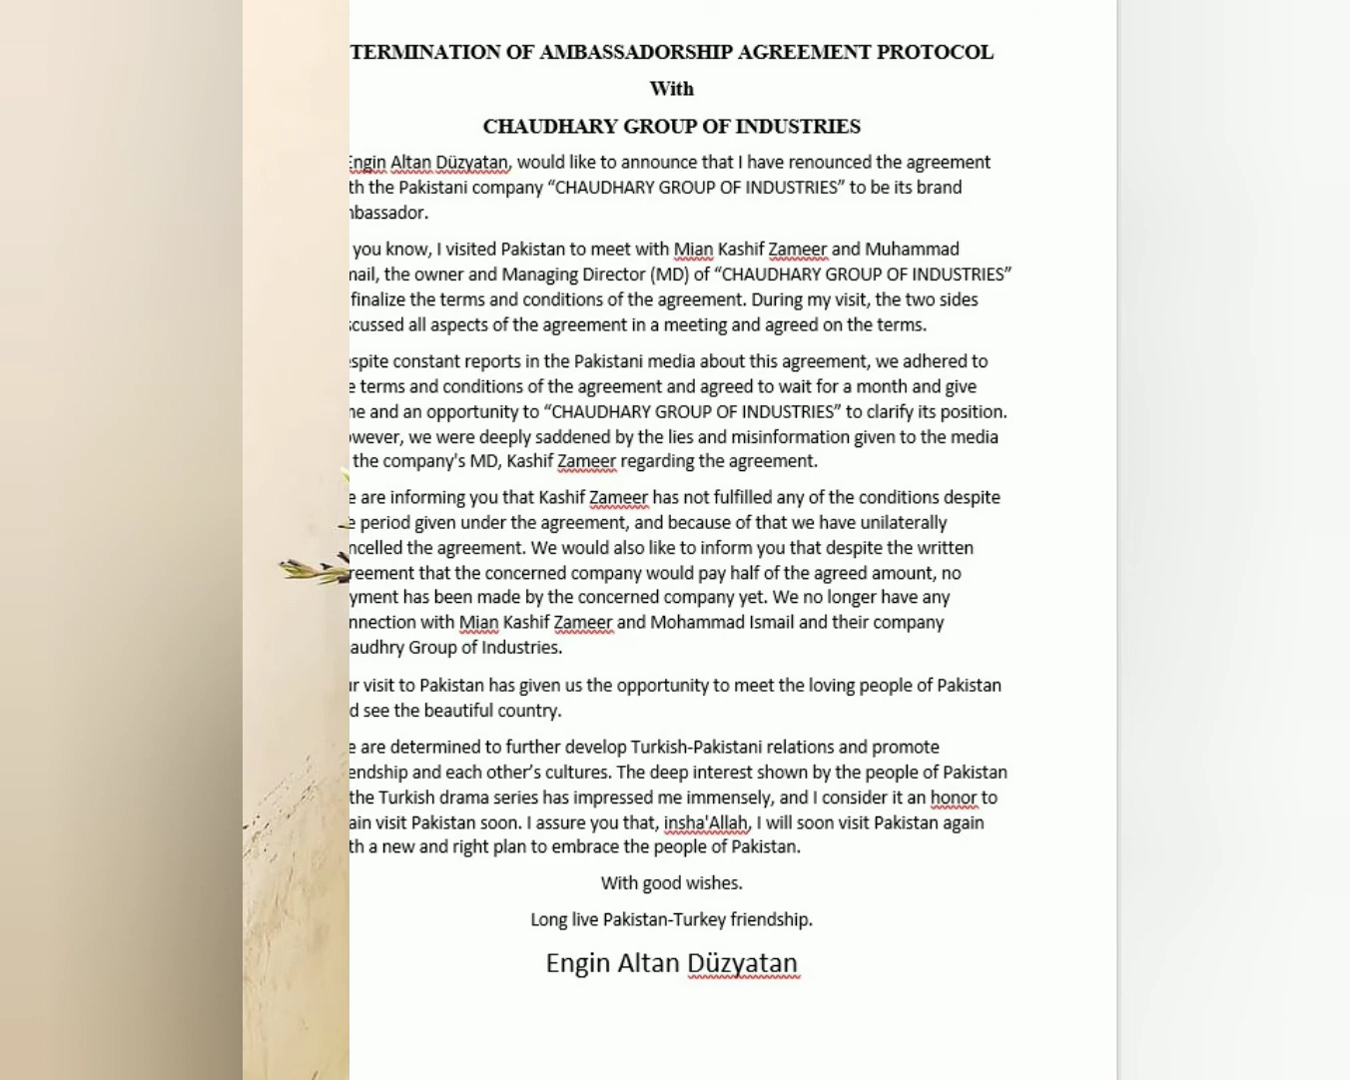 TERMINATION OF AMBASSADORSHIP AGREEMENT PROTOCOL
With
CHAUDHARY GROUP OF INDUSTRIES
Engin Altan Düzyatan, would like to announce that I have renounced the agreement
th the Pakistani company “CHAUDHARY GROUP OF INDUSTRIES” to be its brand
nbassador.
you know, I visited Pakistan to meet with Mian Kashif Zameer and Muhammad
nail, the owner and Managing Director (MD) of “CHAUDHARY GROUP OF INDUSTRIES”
finalize the terms and conditions of the agreement. During my visit, the two sides
scussed all aspects of the agreement in a meeting and agreed on the terms.
spite constant reports in the Pakistani media about this agreement, we adhered to
e terms and conditions of the agreement and agreed to wait for a month and give
ne and an opportunity to “CHAUDHARY GROUP OF INDUSTRIES” to clarify its position.
owever, we were deeply saddened by the lies and misinformation given to the media
the company's MD, Kashif Zameer regarding the agreement.
e are informing you that Kashif Zameer has not fulfilled any of the conditions despite
e period given under the agreement, and because of that we have unilaterally
ncelled the agreement. We would also like to inform you that despite the written
reement that the concerned company would pay half of the agreed amount, no
yment has been made by the concerned company yet. We no longer have any
nnection with Mian Kashif Zameer and Mohammad Ismail and their company
audhry Group of Industries.
ur visit to Pakistan has given us the opportunity to meet the loving people of Pakistan
d see the beautiful country.
e are determined to further develop Turkish-Pakistani relations and promote
endship and each other’s cultures. The deep interest shown by the people of Pakistan
the Turkish drama series has impressed me immensely, and I consider it an honor to
ain visit Pakistan soon. I assure you that, insha'Allah, I will soon visit Pakistan again
th a new and right plan to embrace the people of Pakistan.
With good wishes.
Long live Pakistan-Turkey friendship.
Engin Altan Düzyatan